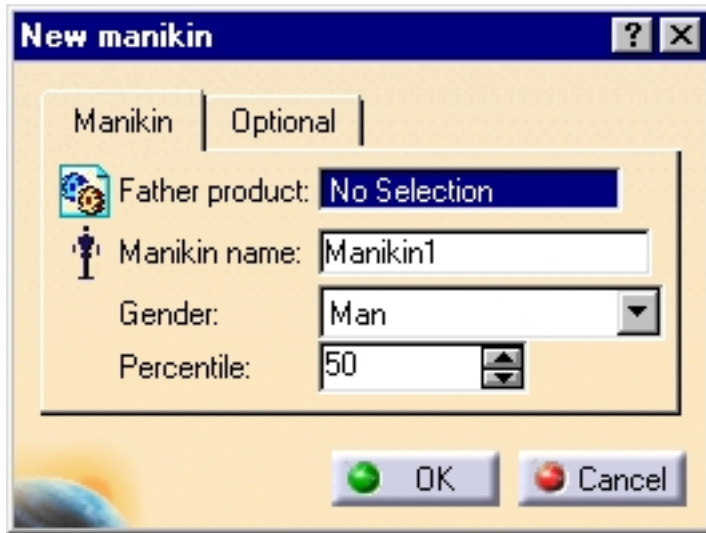 New manikin ? X
Manikin Optional
Father product: No Selection
Manikin name: Manikin1
Gender: Man
Percentile: 50
OK Cancel